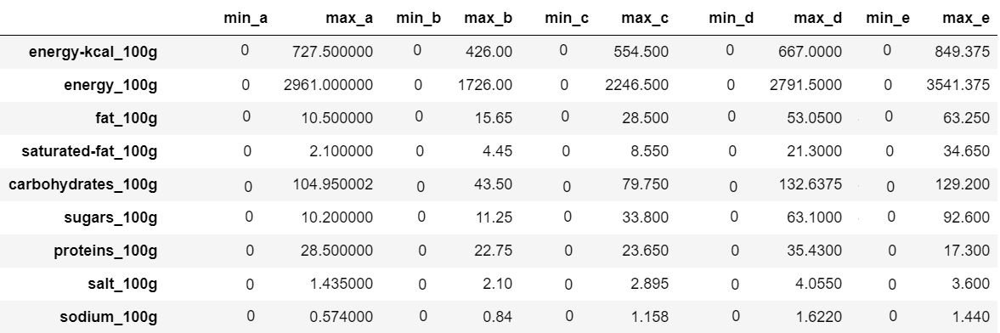 min_a max_a min_b max_b min_c max_c min_d max_d min_e max_e
energy-kcal_100g 0 727.500000 0 426.00 0 554.500 0 667.0000 0 849.375
energy_100g 0 2961.000000 0 1726.00 0 2246.500 0 2791.5000 0 3541.375
fat_100g 0 10.500000 0 15.65 0 28.500 0 53.0500 0 63.250
saturated-fat_100g 0 2.100000 0 4.45 0 8.550 0 21.3000 0 34.650
carbohydrates_100g 0 104.950002 0 43.50 0 79.750 0 132.6375 0 129.200
sugars_100g 0 10.200000 0 11.25 0 33.800 0 63.1000 0 92.600
proteins_100g 0 28.500000 0 22.75 0 23.650 0 35.4300 0 17.300
salt_100g 0 1.435000 0 2.10 0 2.895 0 4.0550 0 3.600
sodium_100g 0 0.574000 0 0.84 0 1.158 0 1.6220 0 1.440